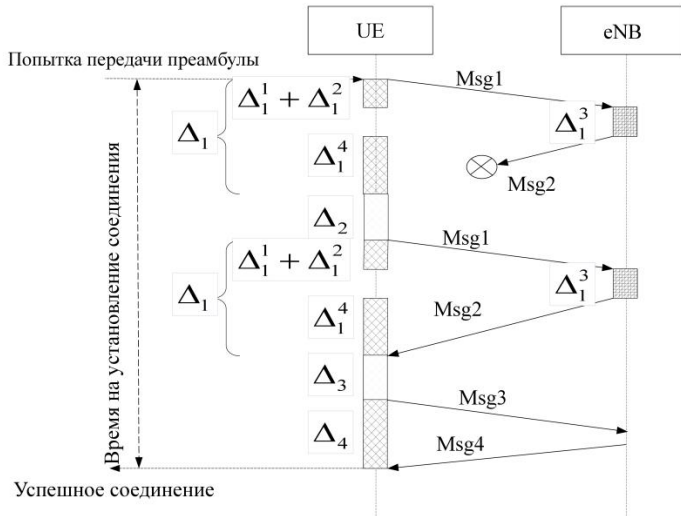 UE
eNB
Попытка передачи преамбулы
Msg1
Δ₁¹ + Δ₁²
Δ₁³
Δ₁
Δ₁⁴
Msg2
Δ₂
Msg1
Δ₁¹ + Δ₁²
Δ₁³
Δ₁
Msg2
Δ₁⁴
Δ₃
Msg3
Δ₄
Msg4
Время на установление соединения
Успешное соединение